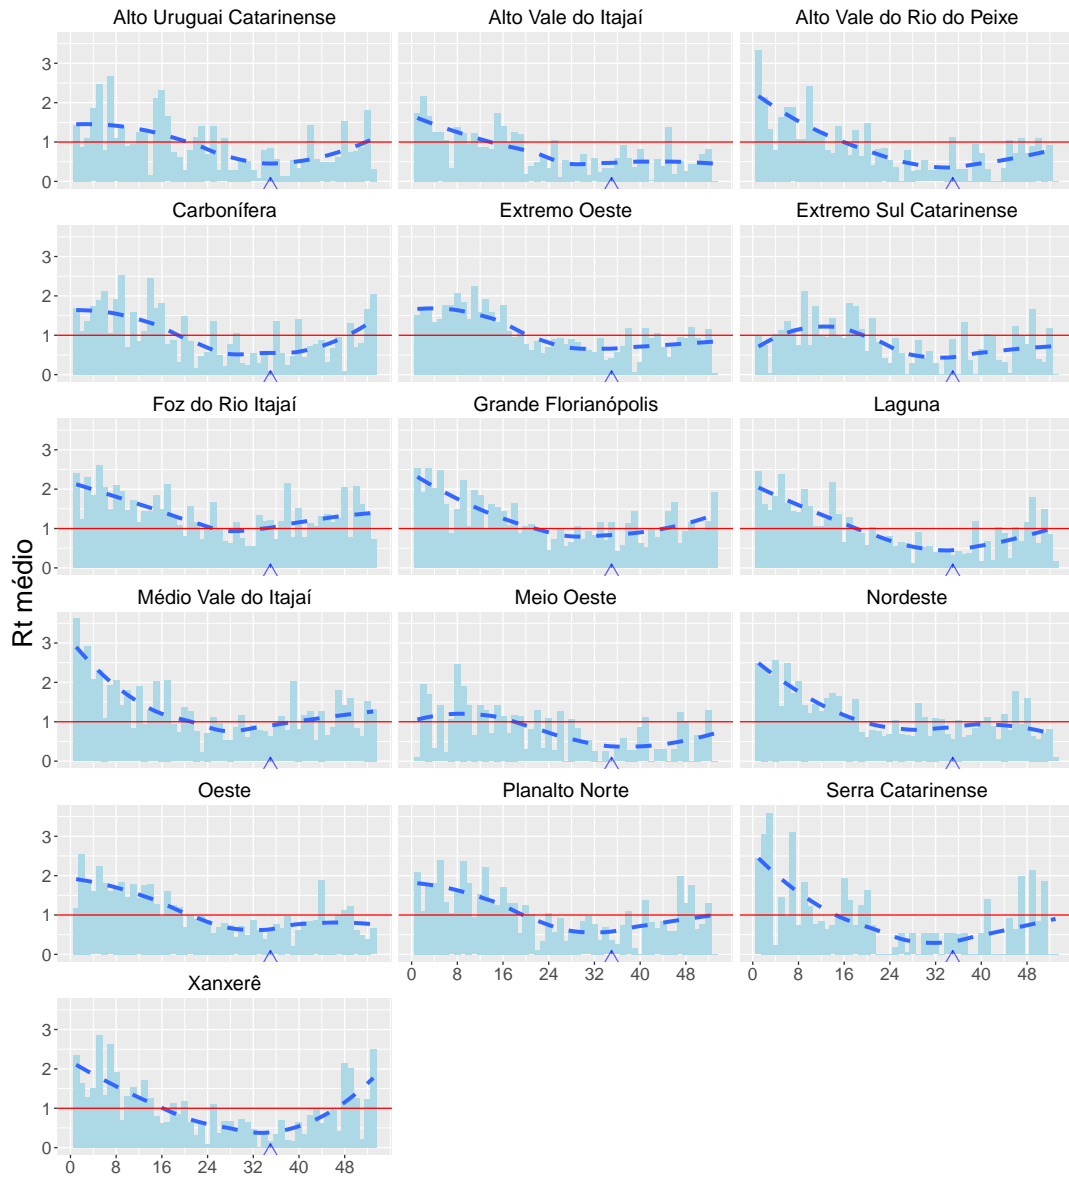 Alto Uruguai Catarinense Alto Vale do Itajaí Alto Vale do Rio do Peixe
3
2
1
0
Carbonífera Extremo Oeste Extremo Sul Catarinense
3
2
1
0
Foz do Rio Itajaí Grande Florianópolis Laguna
3
2
1
0
Rt médio
Médio Vale do Itajaí Meio Oeste Nordeste
3
2
1
0
Oeste Planalto Norte Serra Catarinense
3
2
1
0
0 8 16 24 32 40 48 0 8 16 24 32 40 48
Xanxerê
3
2
1
0
0 8 16 24 32 40 48